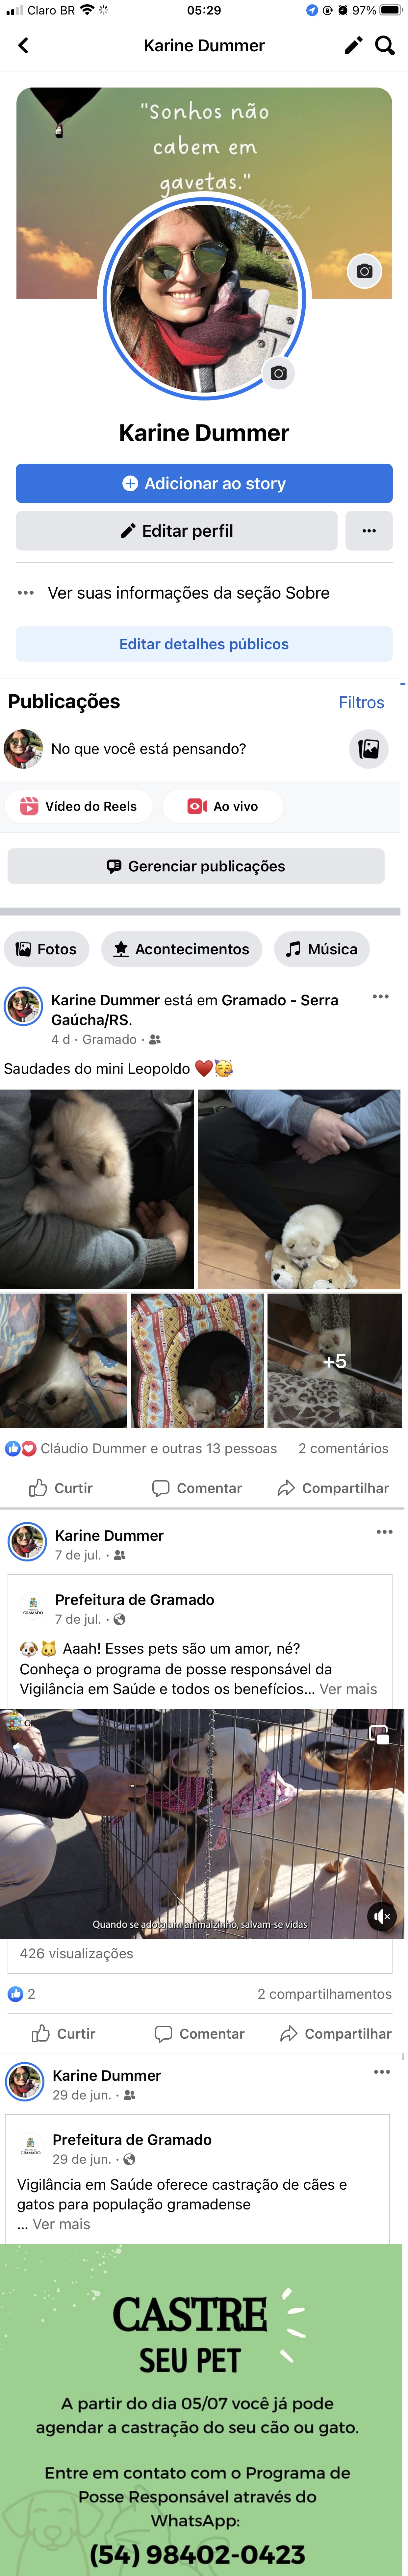 Claro BR 05:29 97%
Karine Dummer
"Sonhos não
cabem em
gavetas."
Karine Dummer
Adicionar ao story
Editar perfil
Ver suas informações da seção Sobre
Editar detalhes públicos
Publicações Filtros
No que você está pensando?
Vídeo do Reels Ao vivo
Gerenciar publicações
Fotos Acontecimentos Música
Karine Dummer está em Gramado - Serra
Gaúcha/RS.
4 d · Gramado ·
Saudades do mini Leopoldo ❤️🥳
+5
Cláudio Dummer e outras 13 pessoas 2 comentários
Curtir Comentar Compartilhar
Karine Dummer
7 de jul. ·
Prefeitura de Gramado
7 de jul. ·
🐶🐱 Aaah! Esses pets são um amor, né?
Conheça o programa de posse responsável da
Vigilância em Saúde e todos os benefícios... Ver mais
Quando se adota um animalzinho, salvam-se vidas
426 visualizações
2 2 compartilhamentos
Curtir Comentar Compartilhar
Karine Dummer
29 de jun. ·
GRAMADO
Prefeitura de Gramado
29 de jun. ·
Vigilância em Saúde oferece castração de cães e
gatos para população gramadense
... Ver mais
CASTRE
SEU PET
A partir do dia 05/07 você já pode
agendar a castração do seu cão ou gato.
Entre em contato com o Programa de
Posse Responsável através do
WhatsApp:
(54) 98402-0423